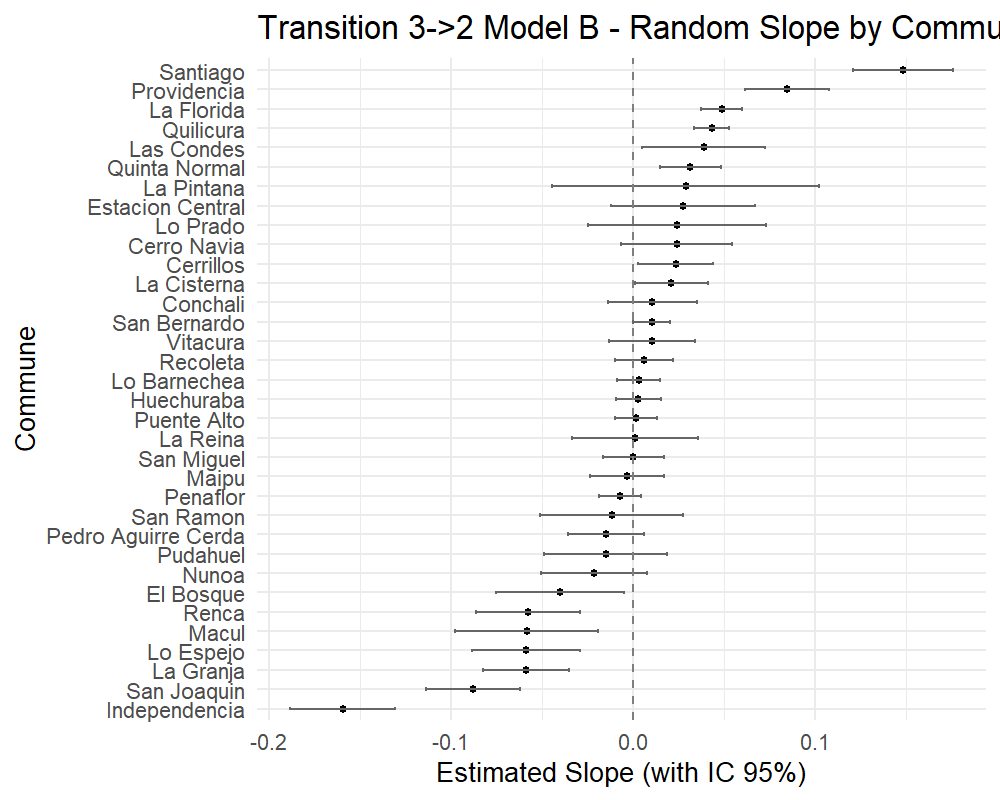 Transition 3->2 Model B - Random Slope by Commu
Santiago
Providencia
La Florida
Quilicura
Las Condes
Quinta Normal
La Pintana
Estacion Central
Lo Prado
Cerro Navia
Cerrillos
La Cisterna
Conchali
San Bernardo
Vitacura
Recoleta
Lo Barnechea
Huechuraba
Puente Alto
La Reina
San Miguel
Maipu
Penaflor
San Ramon
Pedro Aguirre Cerda
Pudahuel
Nunoa
El Bosque
Renca
Macul
Lo Espejo
La Granja
San Joaquin
Independencia
Commune
-0.2 -0.1 0.0 0.1
Estimated Slope (with IC 95%)